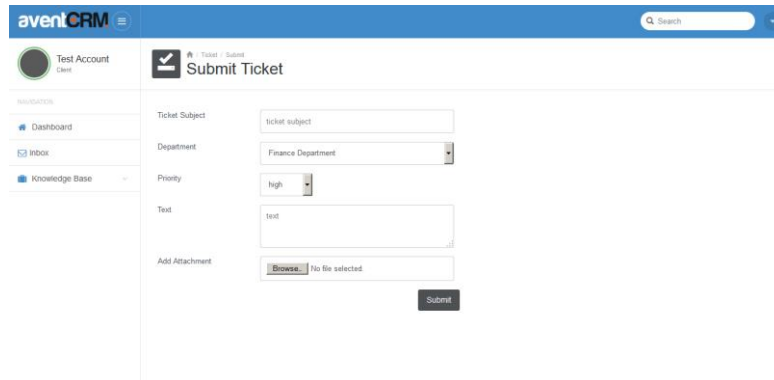 aventCRM
Search
Test Account
Client
/ Ticket / Submit
Submit Ticket
NAVIGATION
Dashboard
Inbox
Knowledge Base
Ticket Subject
ticket subject
Department
Finance Department
Priority
high
Text
text
Add Attachment
Browse.. No file selected.
Submit